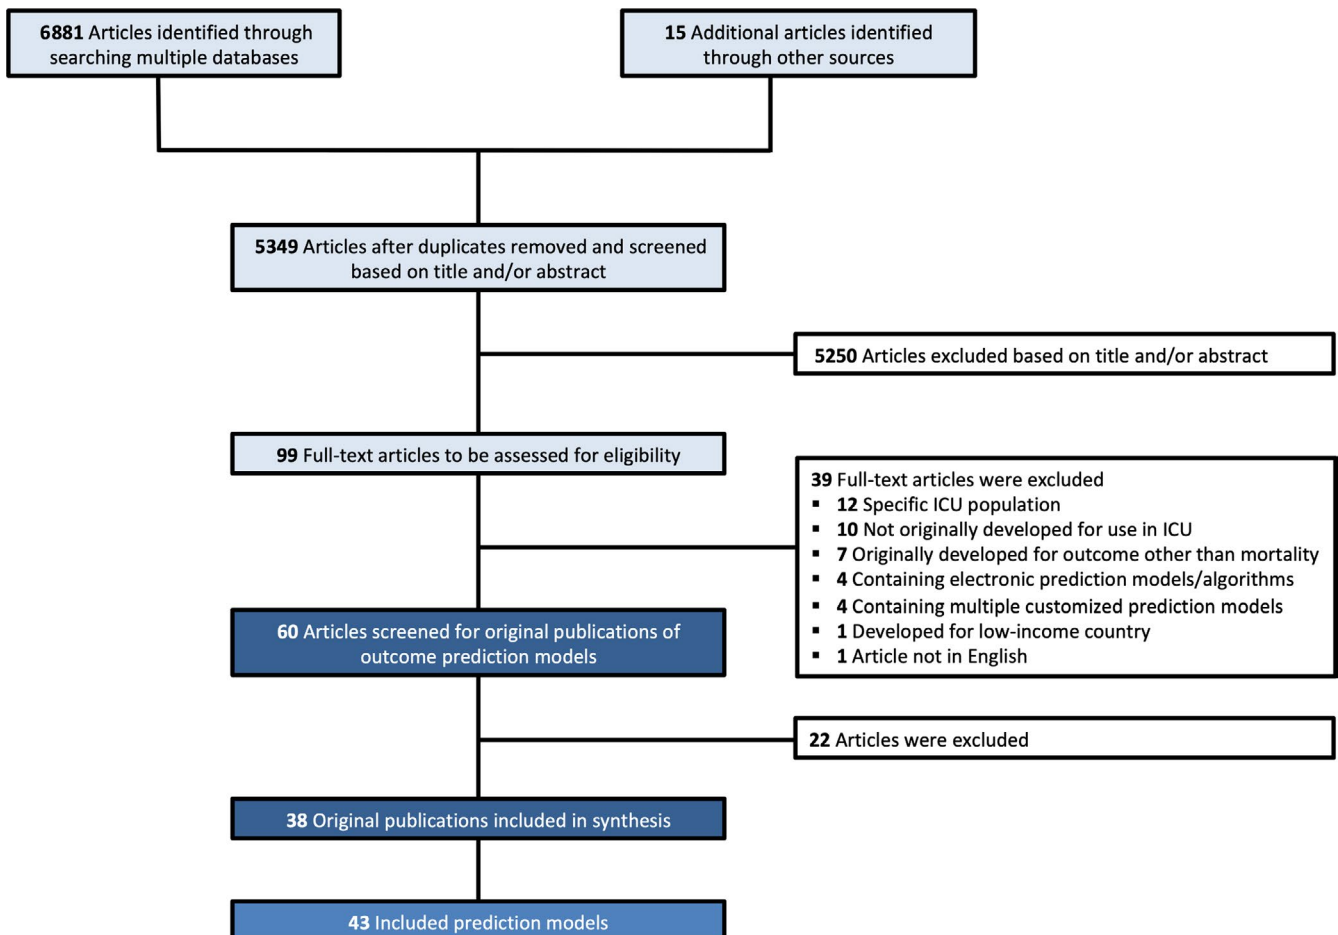 6881 Articles identified through
searching multiple databases
15 Additional articles identified
through other sources
5349 Articles after duplicates removed and screened
based on title and/or abstract
5250 Articles excluded based on title and/or abstract
99 Full-text articles to be assessed for eligibility
39 Full-text articles were excluded
▪ 12 Specific ICU population
▪ 10 Not originally developed for use in ICU
▪ 7 Originally developed for outcome other than mortality
▪ 4 Containing electronic prediction models/algorithms
▪ 4 Containing multiple customized prediction models
▪ 1 Developed for low-income country
▪ 1 Article not in English
60 Articles screened for original publications of
outcome prediction models
22 Articles were excluded
38 Original publications included in synthesis
43 Included prediction models